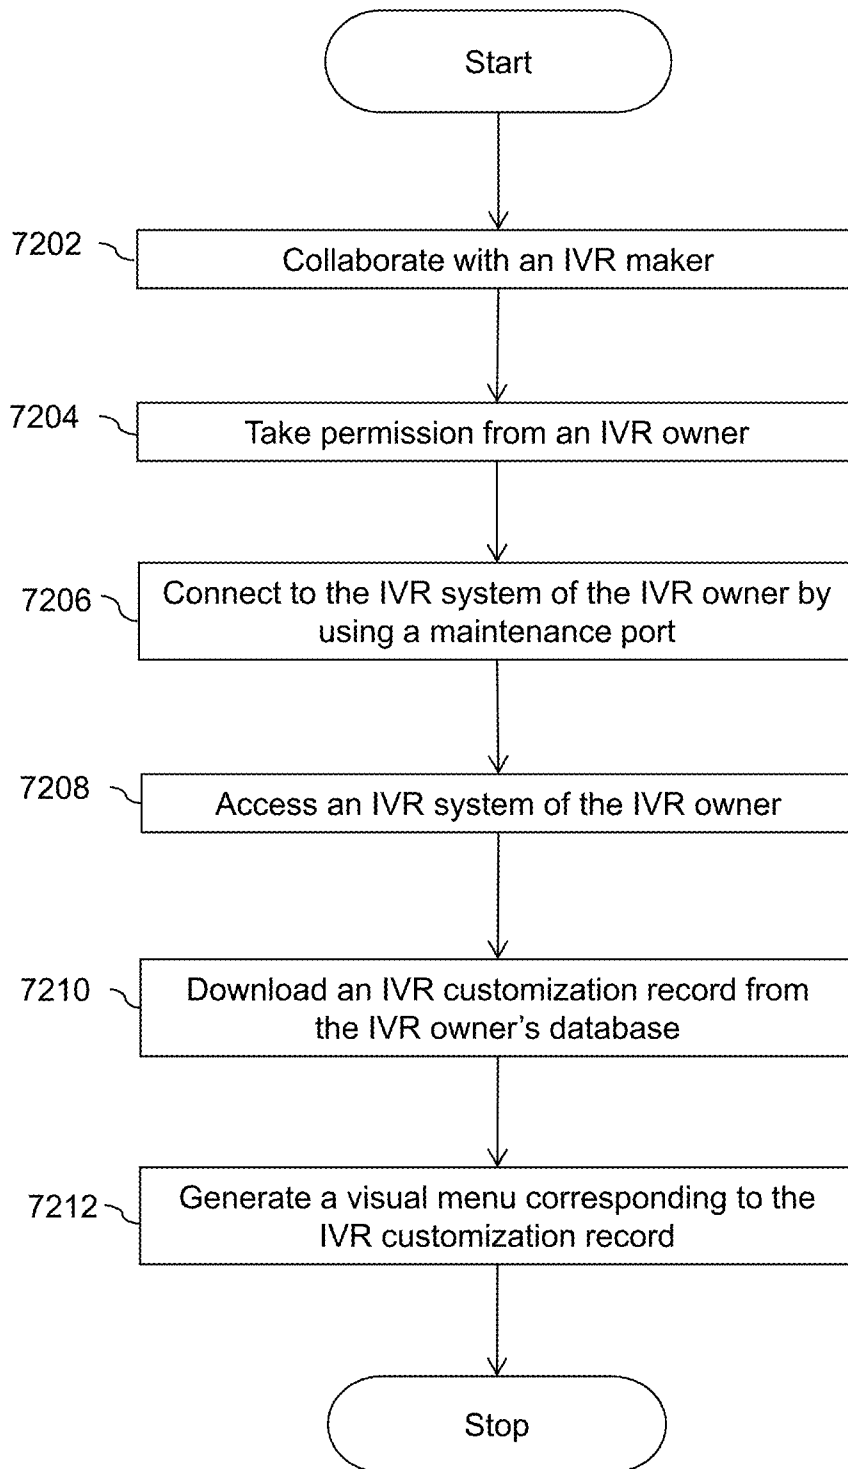 Start
7202
Collaborate with an IVR maker
7204
Take permission from an IVR owner
7206
Connect to the IVR system of the IVR owner by
using a maintenance port
7208
Access an IVR system of the IVR owner
7210
Download an IVR customization record from
the IVR owner’s database
7212
Generate a visual menu corresponding to the
IVR customization record
Stop